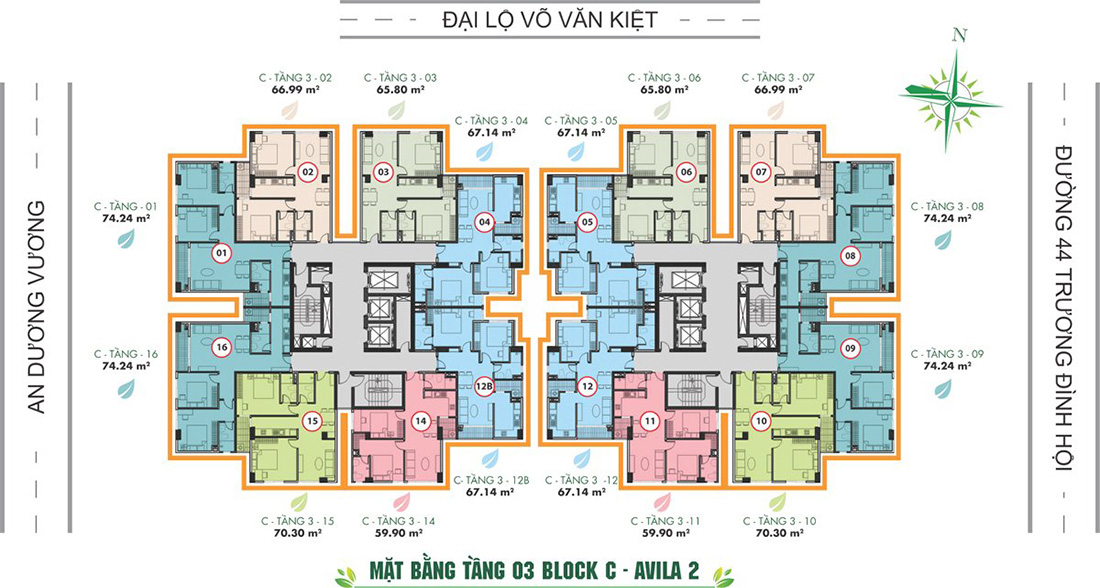 ĐẠI LỘ VÕ VĂN KIỆT
N
C - TẦNG 3 - 02
66.99 m²
C - TẦNG 3 - 03
65.80 m²
C - TẦNG 3 - 06
65.80 m²
C - TẦNG 3 - 07
66.99 m²
C - TẦNG 3 - 04
67.14 m²
C - TẦNG 3 - 05
67.14 m²
AN DƯƠNG VƯƠNG
ĐƯỜNG 44 TRƯƠNG ĐÌNH HỘI
02
03
06
07
C - TẦNG - 01
74.24 m²
04
05
C - TẦNG 3 - 08
74.24 m²
01
08
C - TẦNG - 16
74.24 m²
16
09
C - TẦNG 3 - 09
74.24 m²
12B
12
15
14
11
10
C - TẦNG 3 - 12B
67.14 m²
C - TẦNG 3 -12
67.14 m²
C - TẦNG 3 - 15
70.30 m²
C - TẦNG 3 - 14
59.90 m²
C - TẦNG 3 -11
59.90 m²
C - TẦNG 3 - 10
70.30 m²
MẶT BẰNG TẦNG 03 BLOCK C - AVILA 2